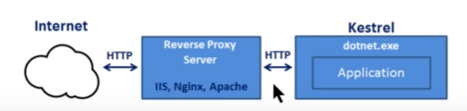 Internet
Kestrel
HTTP
Reverse Proxy
Server
IIS, Nginx, Apache
HTTP
dotnet.exe
Application